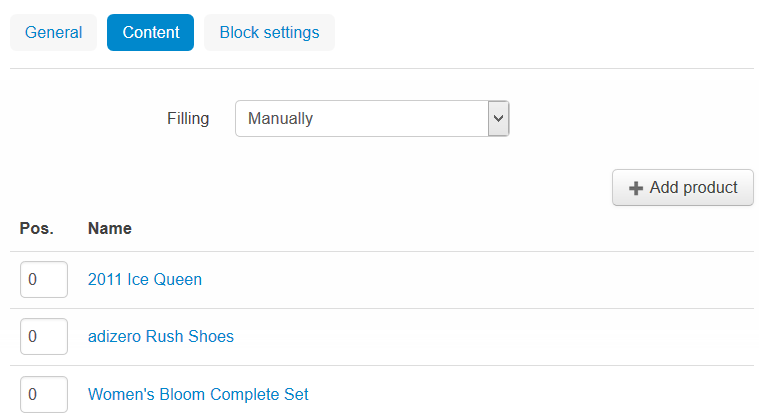 General Content Block settings
Filling Manually
Add product
Pos. Name
0 2011 Ice Queen
0 adizero Rush Shoes
0 Women's Bloom Complete Set